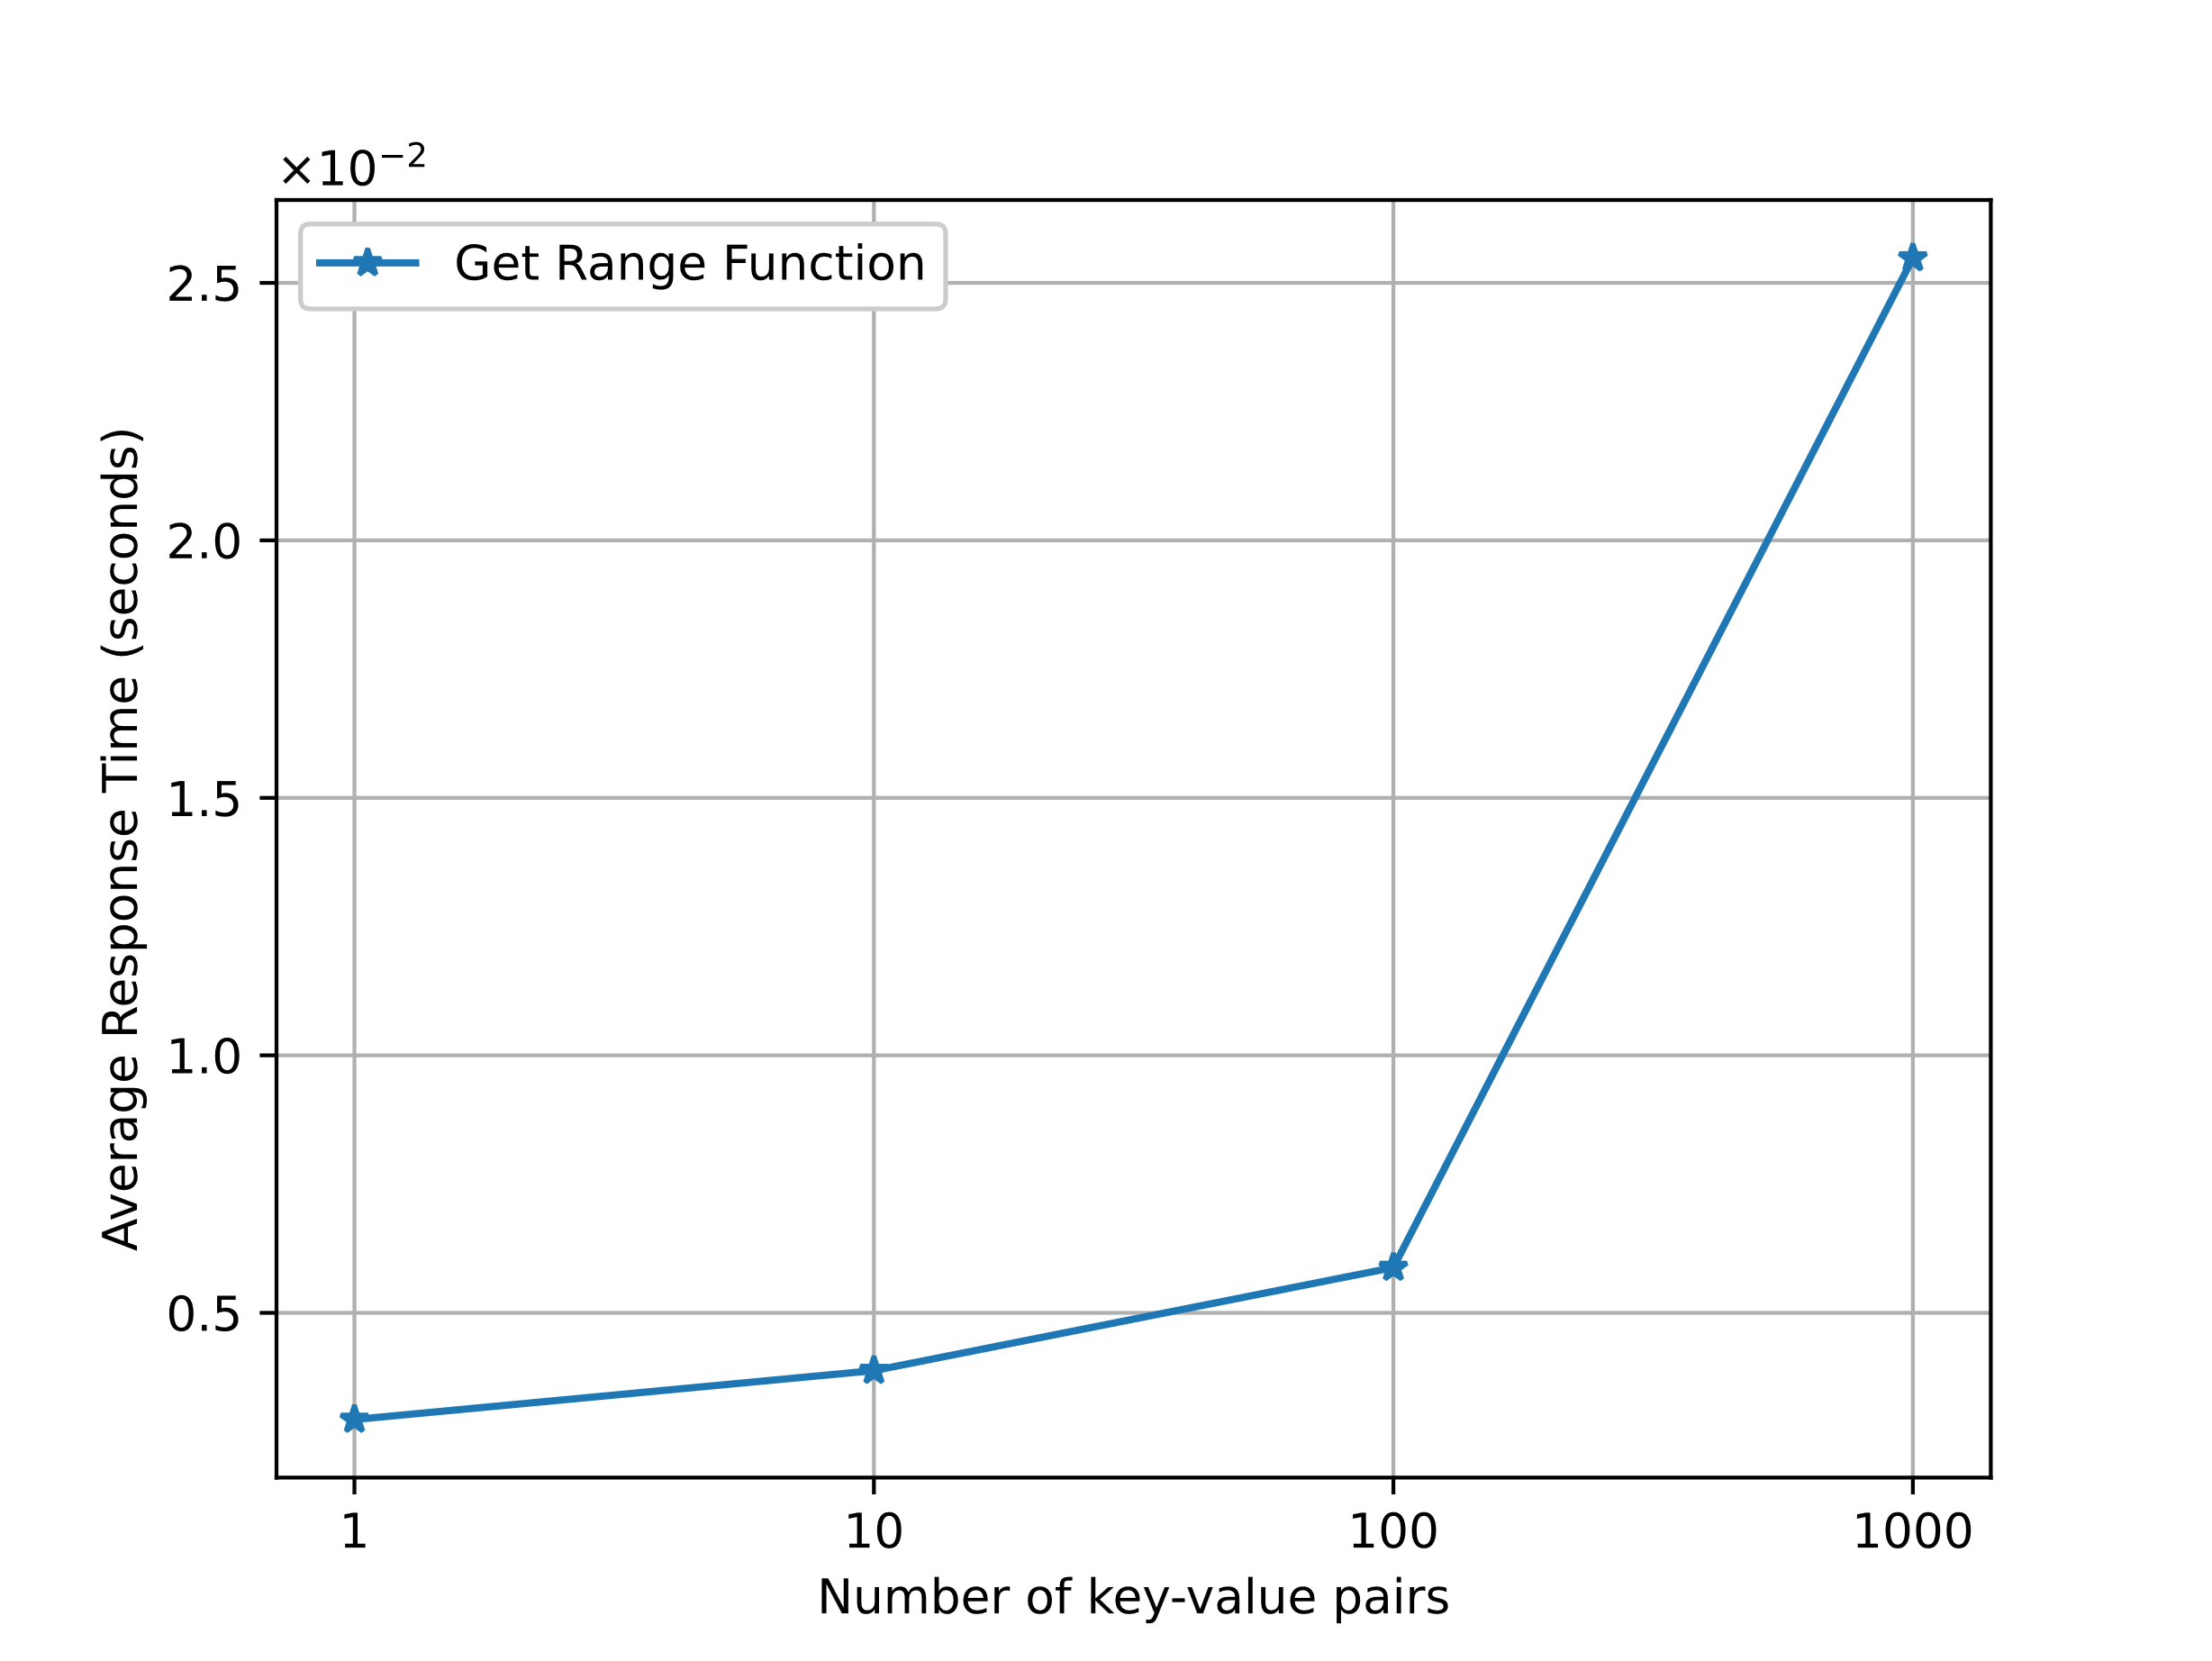 ×10⁻²
Get Range Function
2.5
2.0
1.5
1.0
0.5
Average Response Time (seconds)
1 10 100 1000
Number of key-value pairs